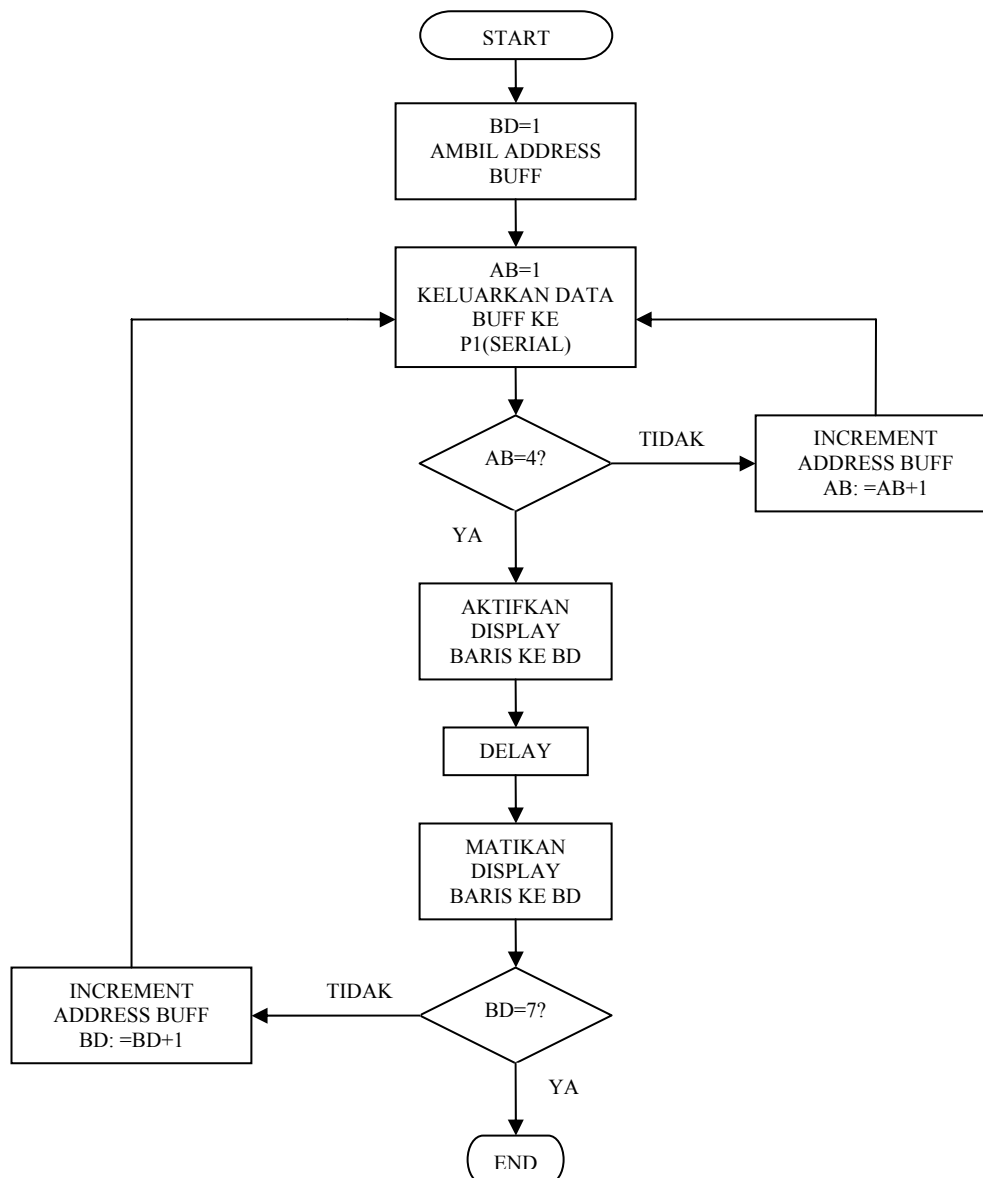 START
BD=1
AMBIL ADDRESS
BUFF
AB=1
KELUARKAN DATA
BUFF KE
P1(SERIAL)
AB=4?
TIDAK
INCREMENT
ADDRESS BUFF
AB: =AB+1
YA
AKTIFKAN
DISPLAY
BARIS KE BD
DELAY
MATIKAN
DISPLAY
BARIS KE BD
BD=7?
TIDAK
INCREMENT
ADDRESS BUFF
BD: =BD+1
YA
END